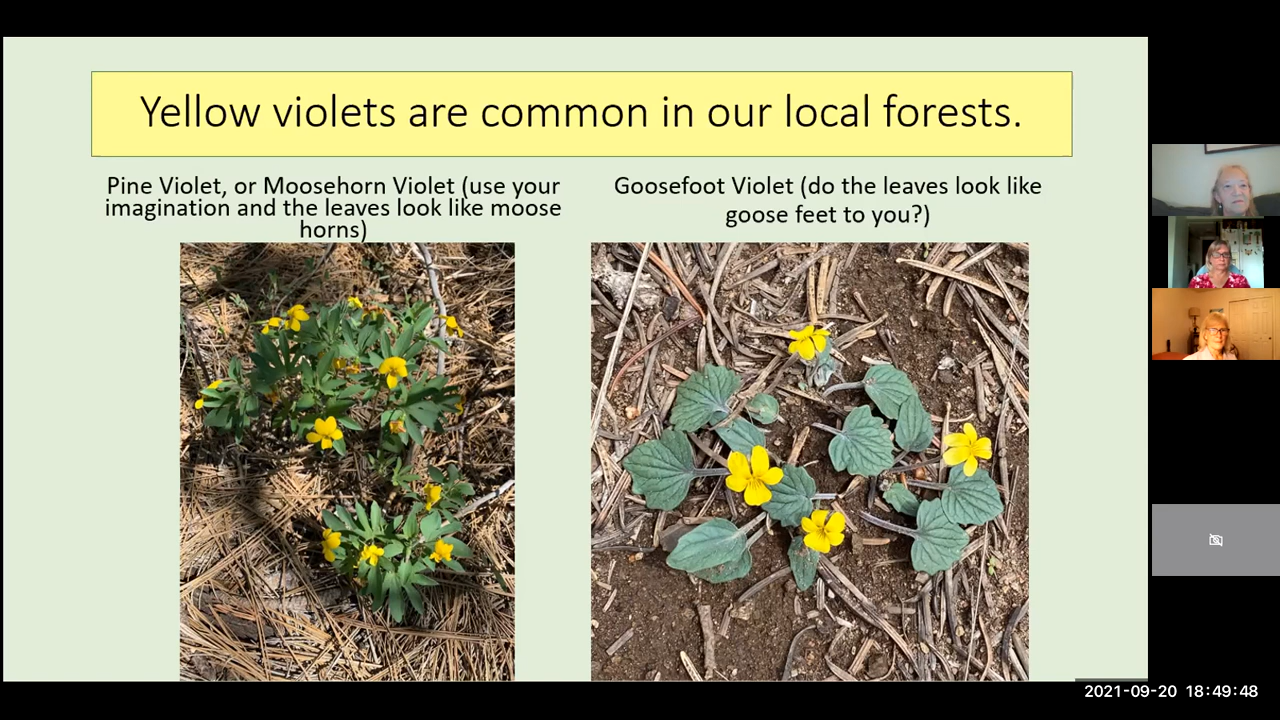 Yellow violets are common in our local forests.
Pine Violet, or Moosehorn Violet (use your
imagination and the leaves look like moose
horns)
Goosefoot Violet (do the leaves look like
goose feet to you?)
2021-09-20 18:49:48